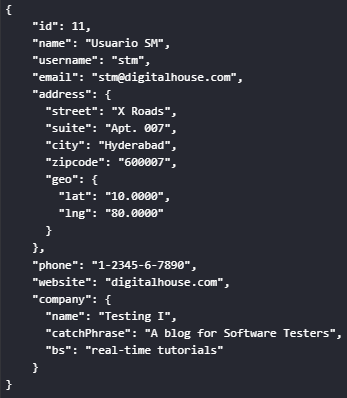 {
    "id": 11,
    "name": "Usuario SM",
    "username": "stm",
    "email": "stm@digitalhouse.com",
    "address": {
      "street": "X Roads",
      "suite": "Apt. 007",
      "city": "Hyderabad",
      "zipcode": "600007",
      "geo": {
        "lat": "10.0000",
        "lng": "80.0000"
      }
    },
    "phone": "1-2345-6-7890",
    "website": "digitalhouse.com",
    "company": {
      "name": "Testing I",
      "catchPhrase": "A blog for Software Testers",
      "bs": "real-time tutorials"
    }
}